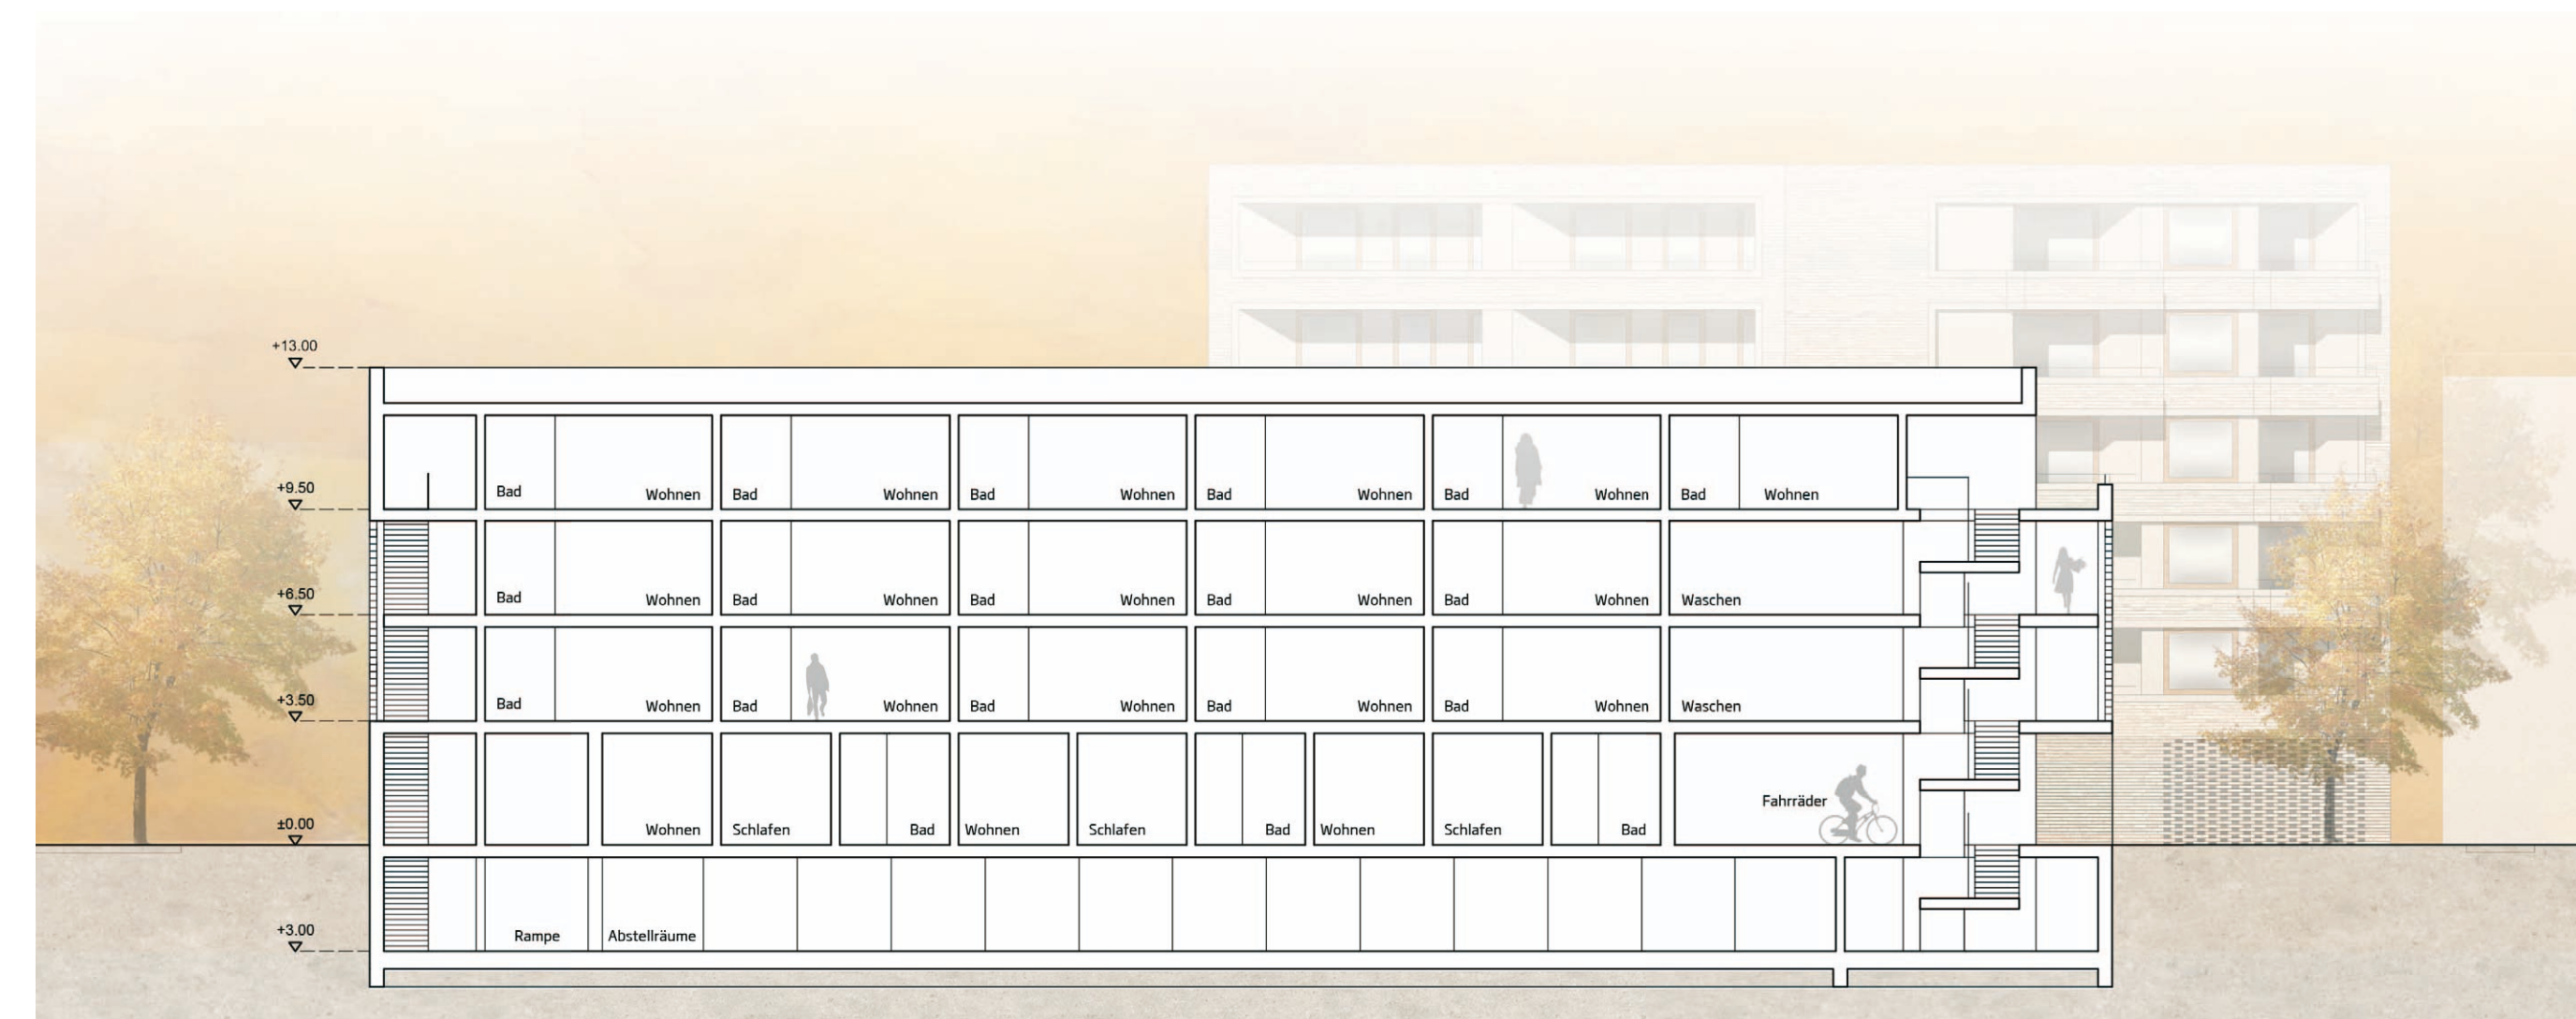 +13.00
+9.50
Bad Wohnen Bad Wohnen Bad Wohnen Bad Wohnen Bad Wohnen Bad Wohnen
+6.50
Bad Wohnen Bad Wohnen Bad Wohnen Bad Wohnen Bad Wohnen Waschen
+3.50
Bad Wohnen Bad Wohnen Bad Wohnen Bad Wohnen Bad Wohnen Waschen
Fahrräder
±0.00
Wohnen Schlafen Bad Wohnen Schlafen Bad Wohnen Schlafen Bad
+3.00
Rampe Abstellräume